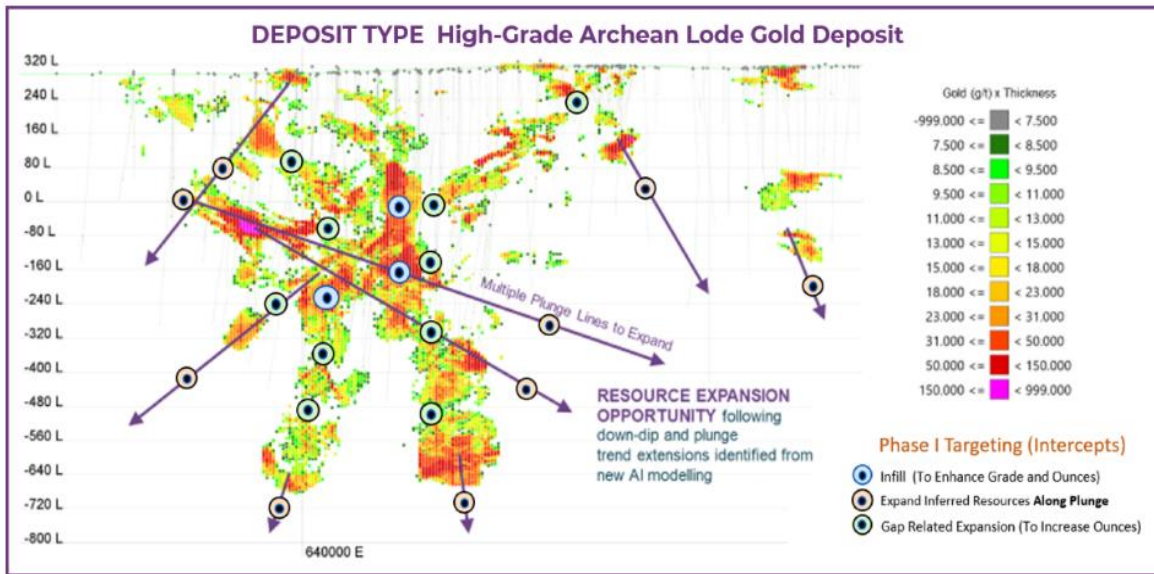 DEPOSIT TYPE High-Grade Archean Lode Gold Deposit
320 L
240 L
160 L
80 L
0 L
-80 L
-160 L
-240 L
-320 L
-400 L
-480 L
-560 L
-640 L
-720 L
-800 L
640000 E
Multiple Plunge Lines to Expand
RESOURCE EXPANSION
OPPORTUNITY following
down-dip and plunge
trend extensions identified from
new AI modelling
Gold (g/t) x Thickness
-999.000 <= < 7.500
7.500 <= < 8.500
8.500 <= < 9.500
9.500 <= < 11.000
11.000 <= < 13.000
13.000 <= < 15.000
15.000 <= < 18.000
18.000 <= < 23.000
23.000 <= < 31.000
31.000 <= < 50.000
50.000 <= < 150.000
150.000 <= < 999.000
Phase I Targeting (Intercepts)
Infill (To Enhance Grade and Ounces)
Expand Inferred Resources Along Plunge
Gap Related Expansion (To Increase Ounces)